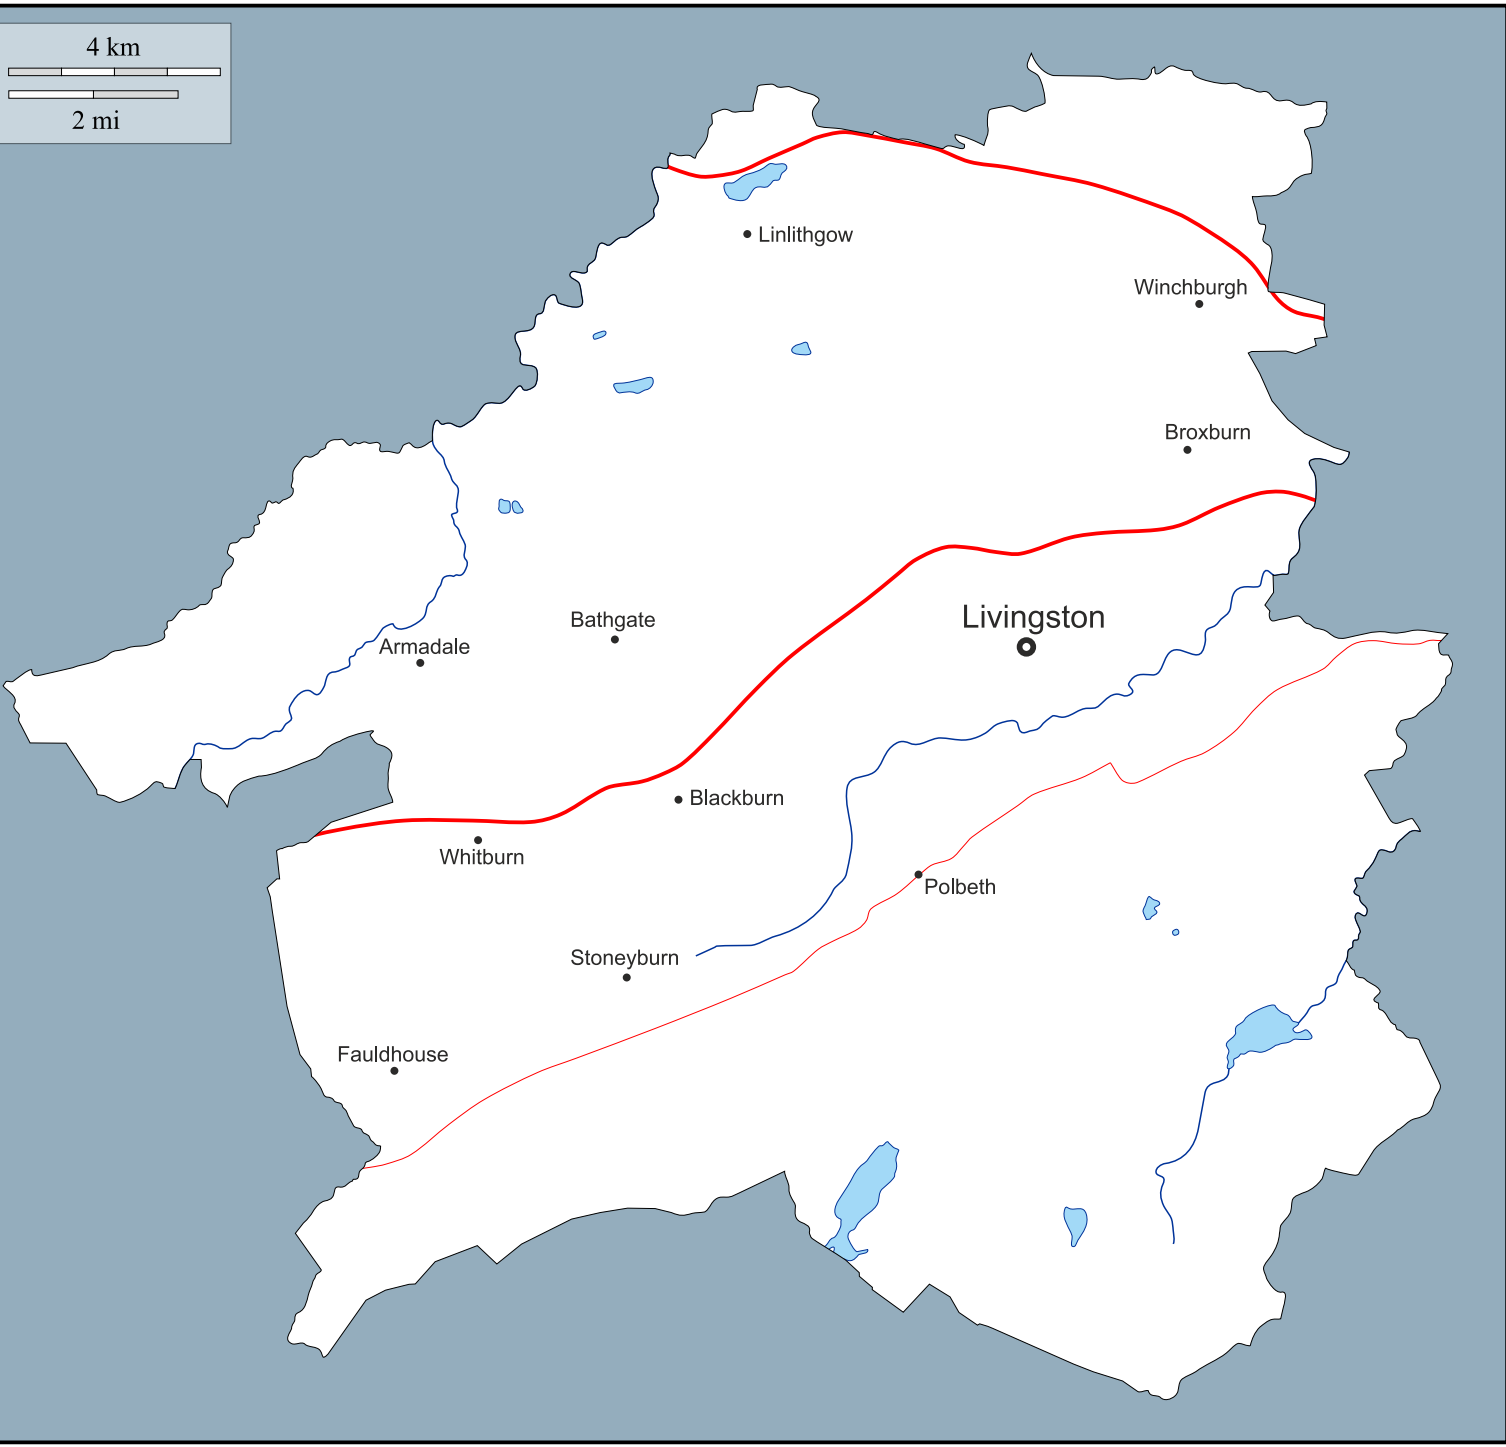 4 km
2 mi
Linlithgow
Winchburgh
Broxburn
Livingston
Bathgate
Armadale
Blackburn
Whitburn
Polbeth
Stoneyburn
Fauldhouse